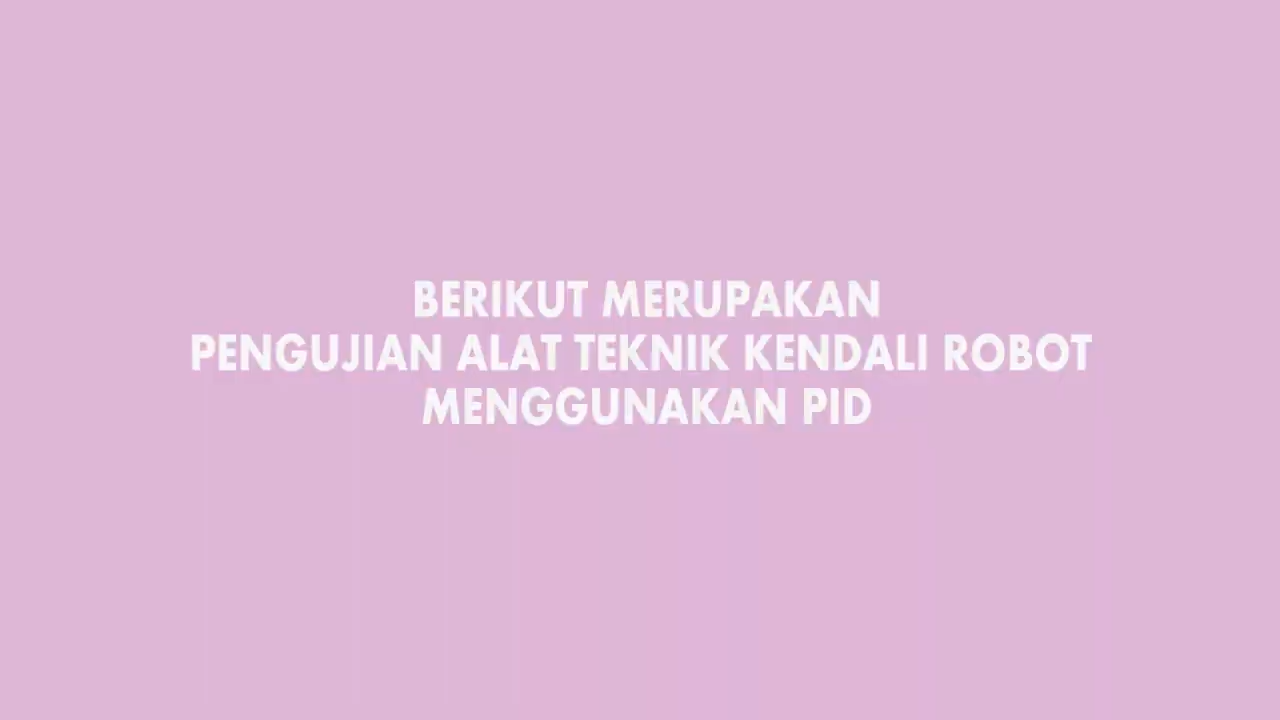 BERIKUT MERUPAKAN
PENGUJIAN ALAT TEKNIK KENDALI ROBOT
MENGGUNAKAN PID